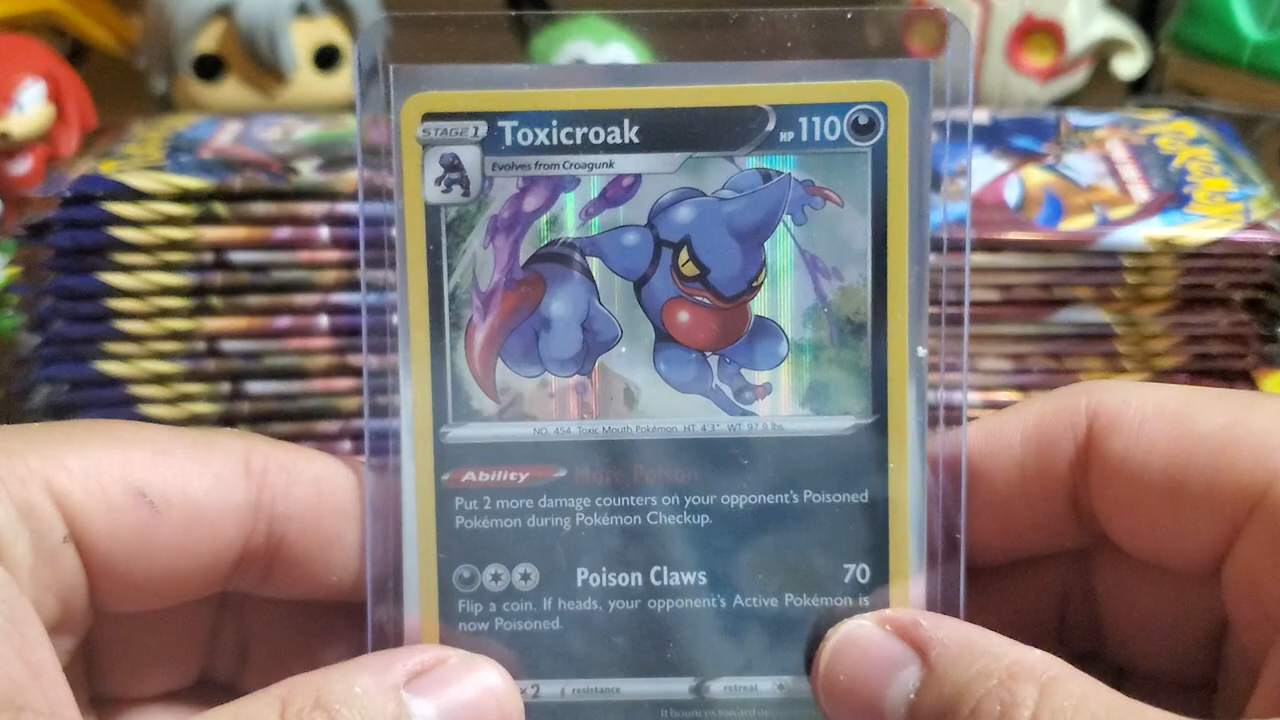 STAGE 1 Toxicroak HP 110
Evolves from Croagunk
NO. 454 Toxic Mouth Pokémon HT 4'3" WT 97.9 lbs.
Ability More Poison
Put 2 more damage counters on your opponent's Poisoned
Pokémon during Pokémon Checkup.
Poison Claws 70
Flip a coin. If heads, your opponent's Active Pokémon is
now Poisoned.
×2 resistance retreat
It bounces toward
Pokémon